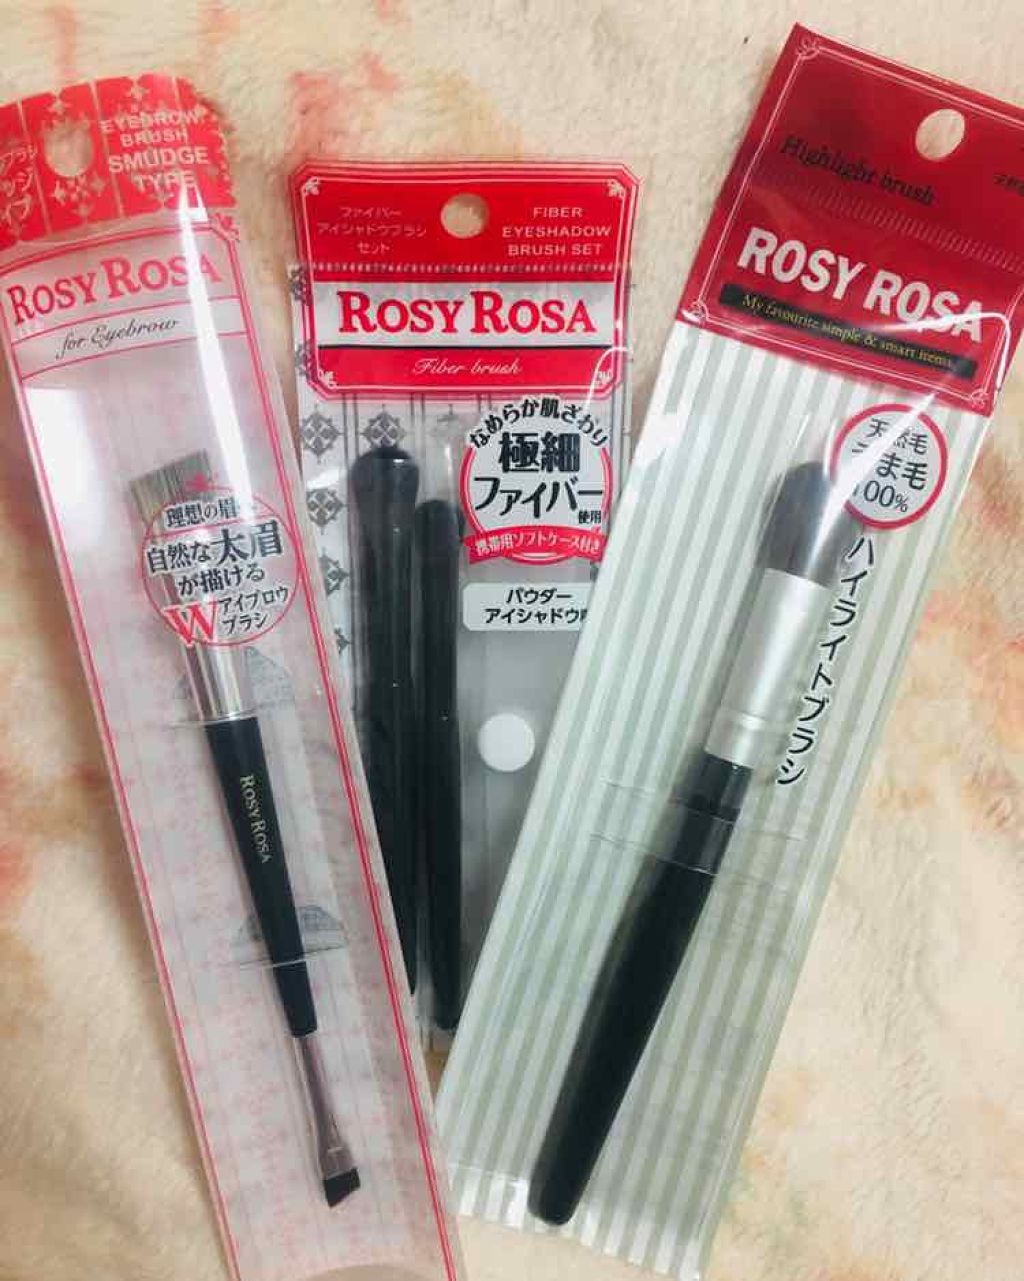 EYEBROW
BRUSH
SMUDGE
TYPE
ROSY ROSA
for Eyebrow
理想の眉へ
自然な太眉
が描ける
Wアイブロウ
ブラシ
ROSY ROSA
ファイバー
アイシャドウブラシ
セット
FIBER
EYESHADOW
BRUSH SET
ROSY ROSA
Fiber brush
なめらか肌ざわり
極細
ファイバー
使用
携帯用ソフトケース付き
パウダー
アイシャドウ
Highlight brush
ROSY ROSA
My favourite simple & smart items.
天然毛
うま毛
100%
ハイライトブラシ